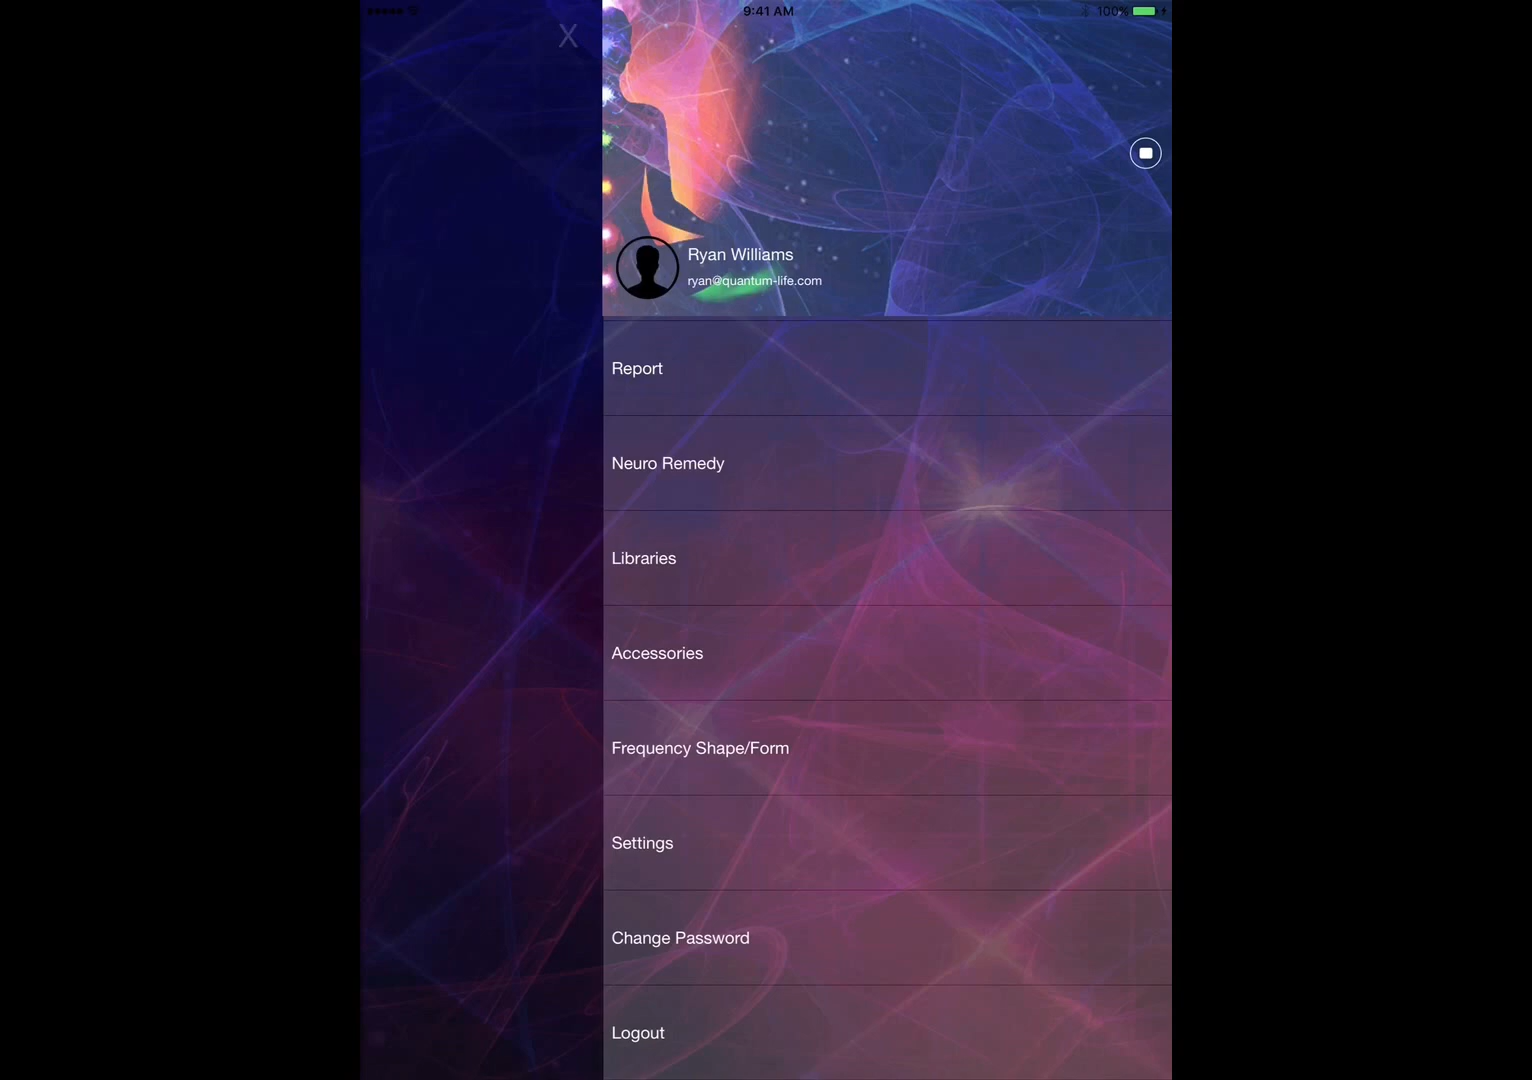 9:41 AM
100%
X
Ryan Williams
ryan@quantum-life.com
Report
Neuro Remedy
Libraries
Accessories
Frequency Shape/Form
Settings
Change Password
Logout